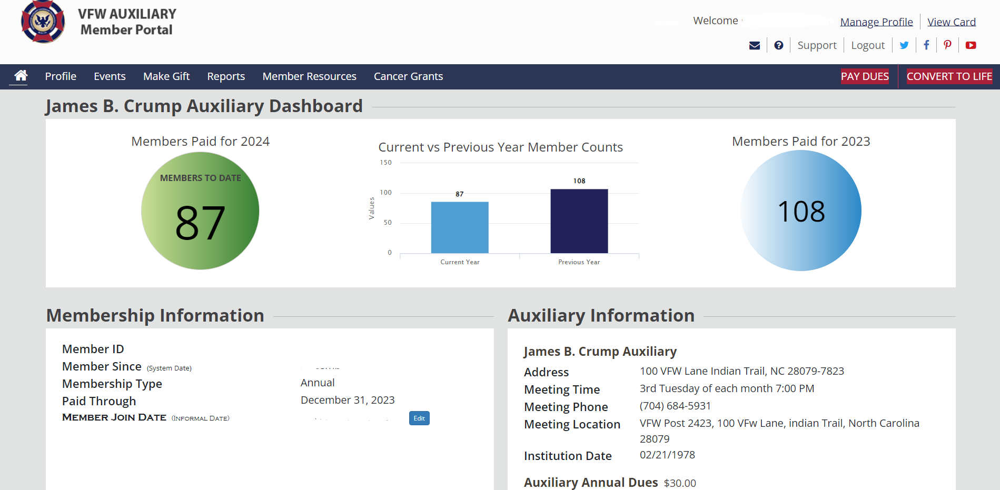 VFW AUXILIARY
Member Portal
Welcome
Manage Profile
View Card
Support
Logout
Profile
Events
Make Gift
Reports
Member Resources
Cancer Grants
PAY DUES
CONVERT TO LIFE
James B. Crump Auxiliary Dashboard
Members Paid for 2024
MEMBERS TO DATE
87
Current vs Previous Year Member Counts
150
100
50
0
Values
87
108
Current Year
Previous Year
Members Paid for 2023
108
Membership Information
Member ID
Member Since (System Date)
Membership Type Annual
Paid Through December 31, 2023
MEMBER JOIN DATE (INFORMAL DATE)
Edit
Auxiliary Information
James B. Crump Auxiliary
Address 100 VFW Lane Indian Trail, NC 28079-7823
Meeting Time 3rd Tuesday of each month 7:00 PM
Meeting Phone (704) 684-5931
Meeting Location VFW Post 2423, 100 VFw Lane, indian Trail, North Carolina
28079
Institution Date 02/21/1978
Auxiliary Annual Dues $30.00